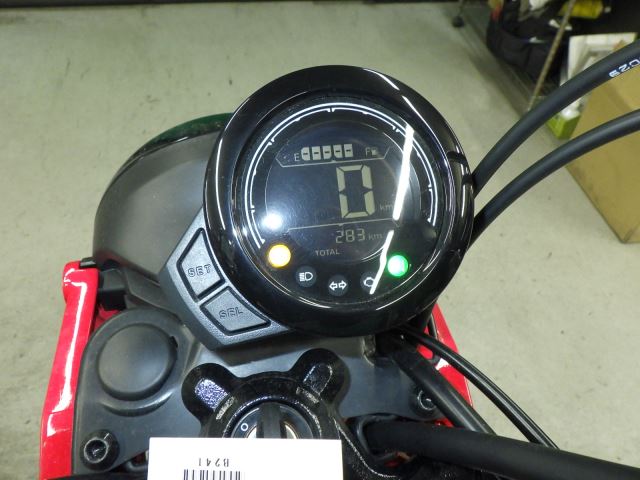 E F
0
km/h
283 km
TOTAL
SET
SEL
8241